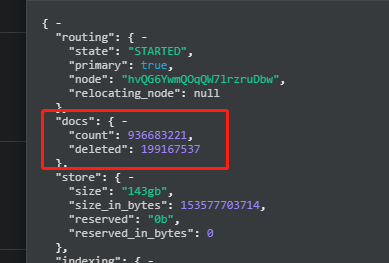 { -
"routing": { -
"state": "STARTED",
"primary": true,
"node": "hvQG6YwmQOqQW7lrzruDbw",
"relocating_node": null
},
"docs": { -
"count": 936683221,
"deleted": 199167537
},
"store": { -
"size": "143gb",
"size_in_bytes": 153577703714,
"reserved": "0b",
"reserved_in_bytes": 0
},
"indexing": { -